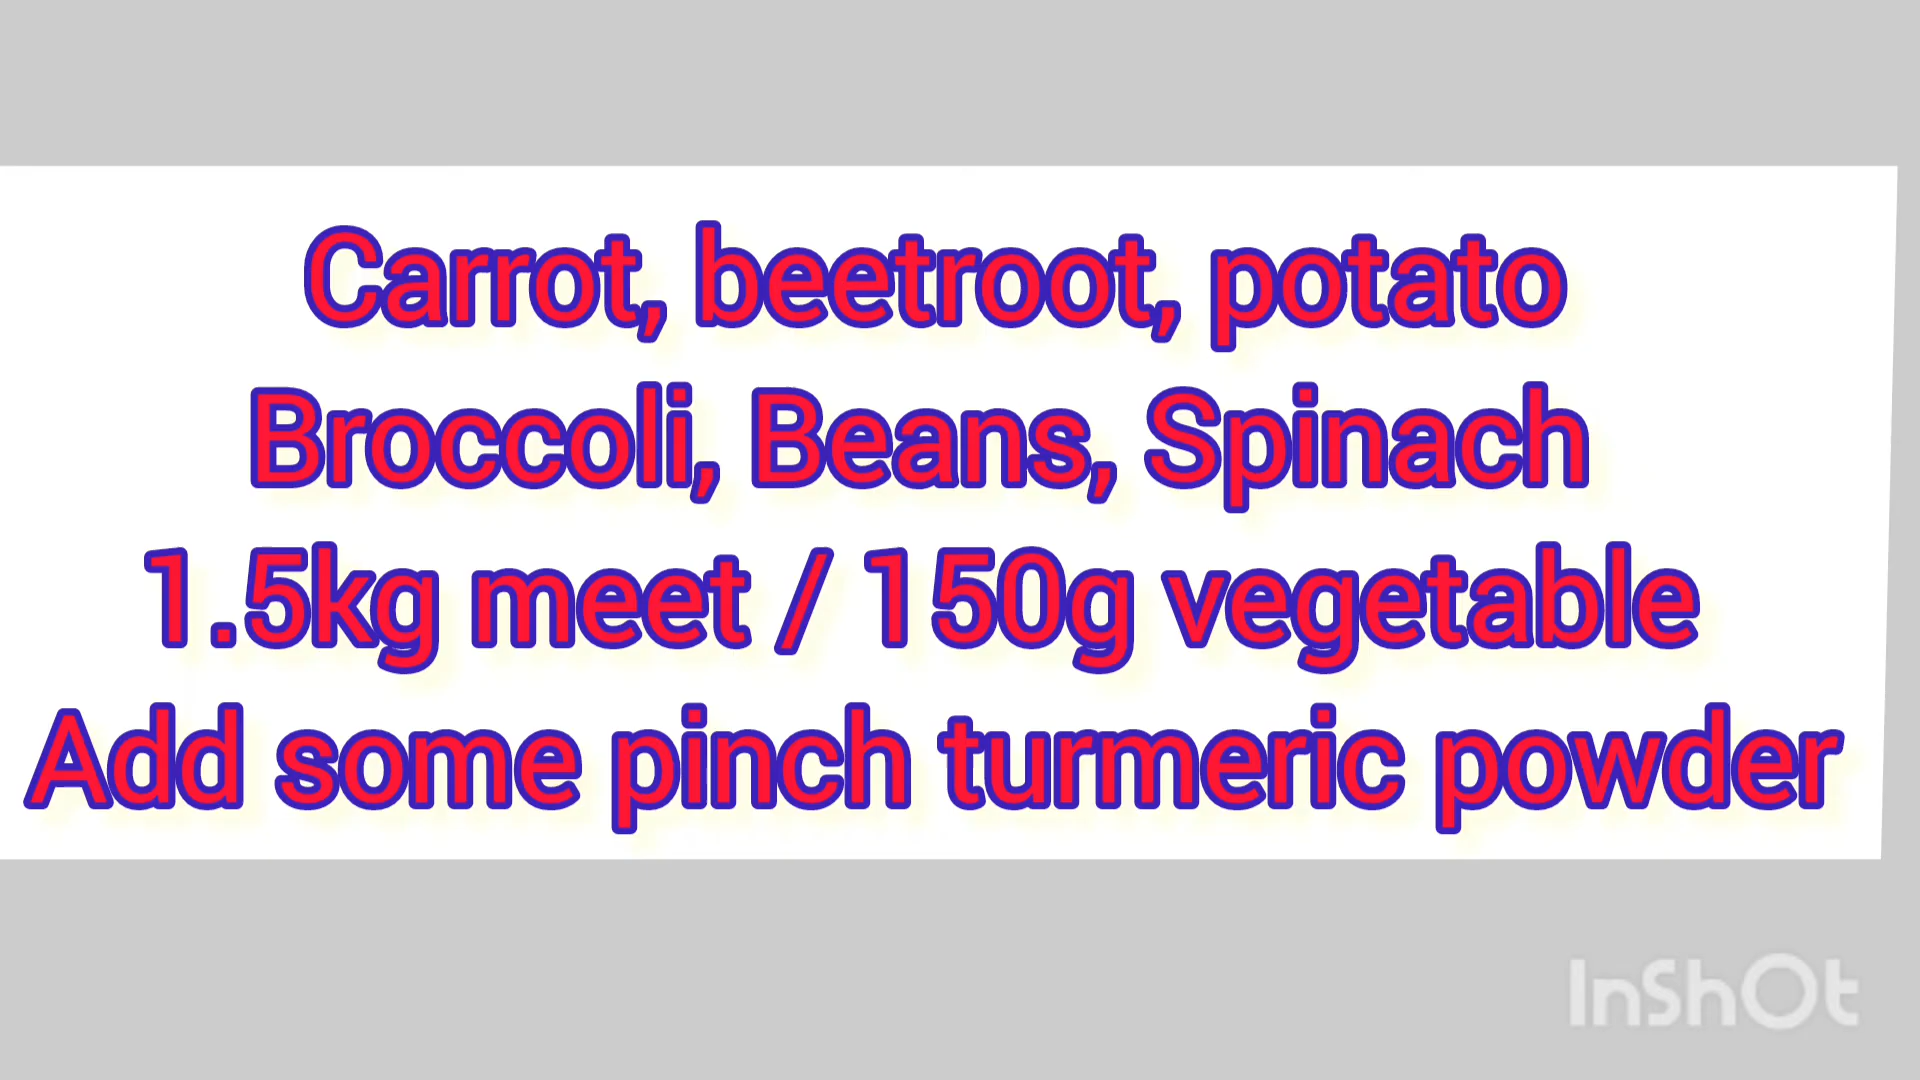 Carrot, beetroot, potato
Broccoli, Beans, Spinach
1.5kg meet / 150g vegetable
Add some pinch turmeric powder
InShOt